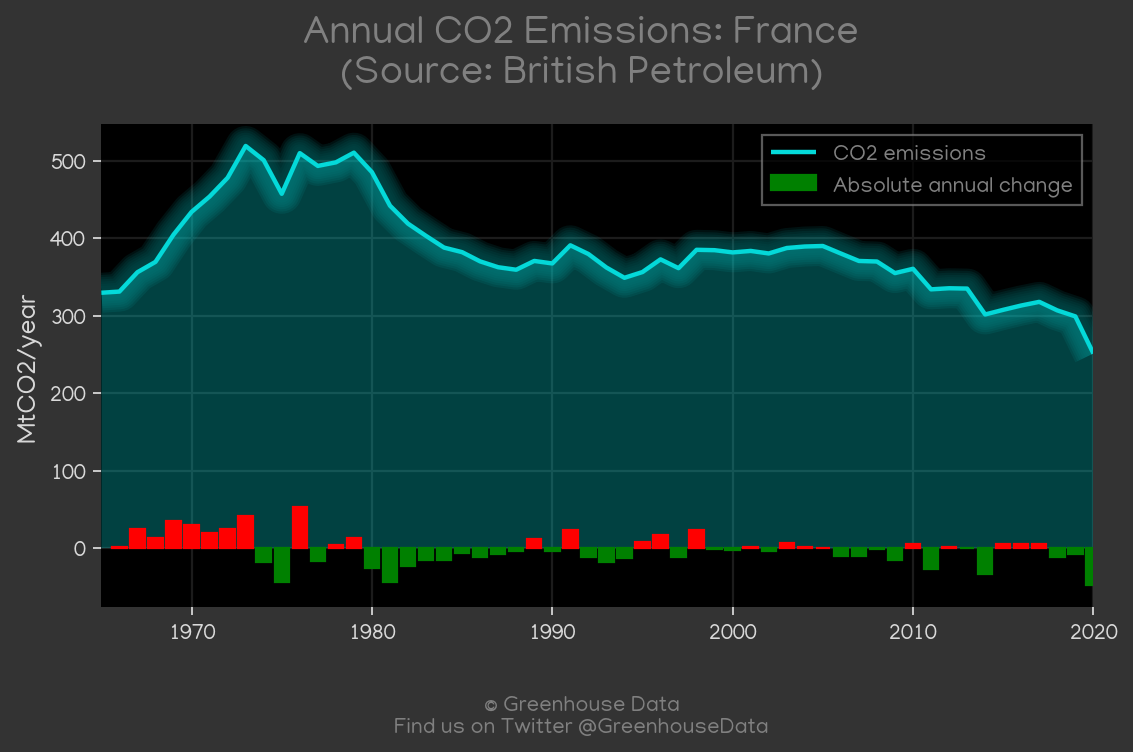 Annual CO2 Emissions: France
(Source: British Petroleum)
CO2 emissions
Absolute annual change
MtCO2/year
500
400
300
200
100
0
1970 1980 1990 2000 2010 2020
© Greenhouse Data
Find us on Twitter @GreenhouseData